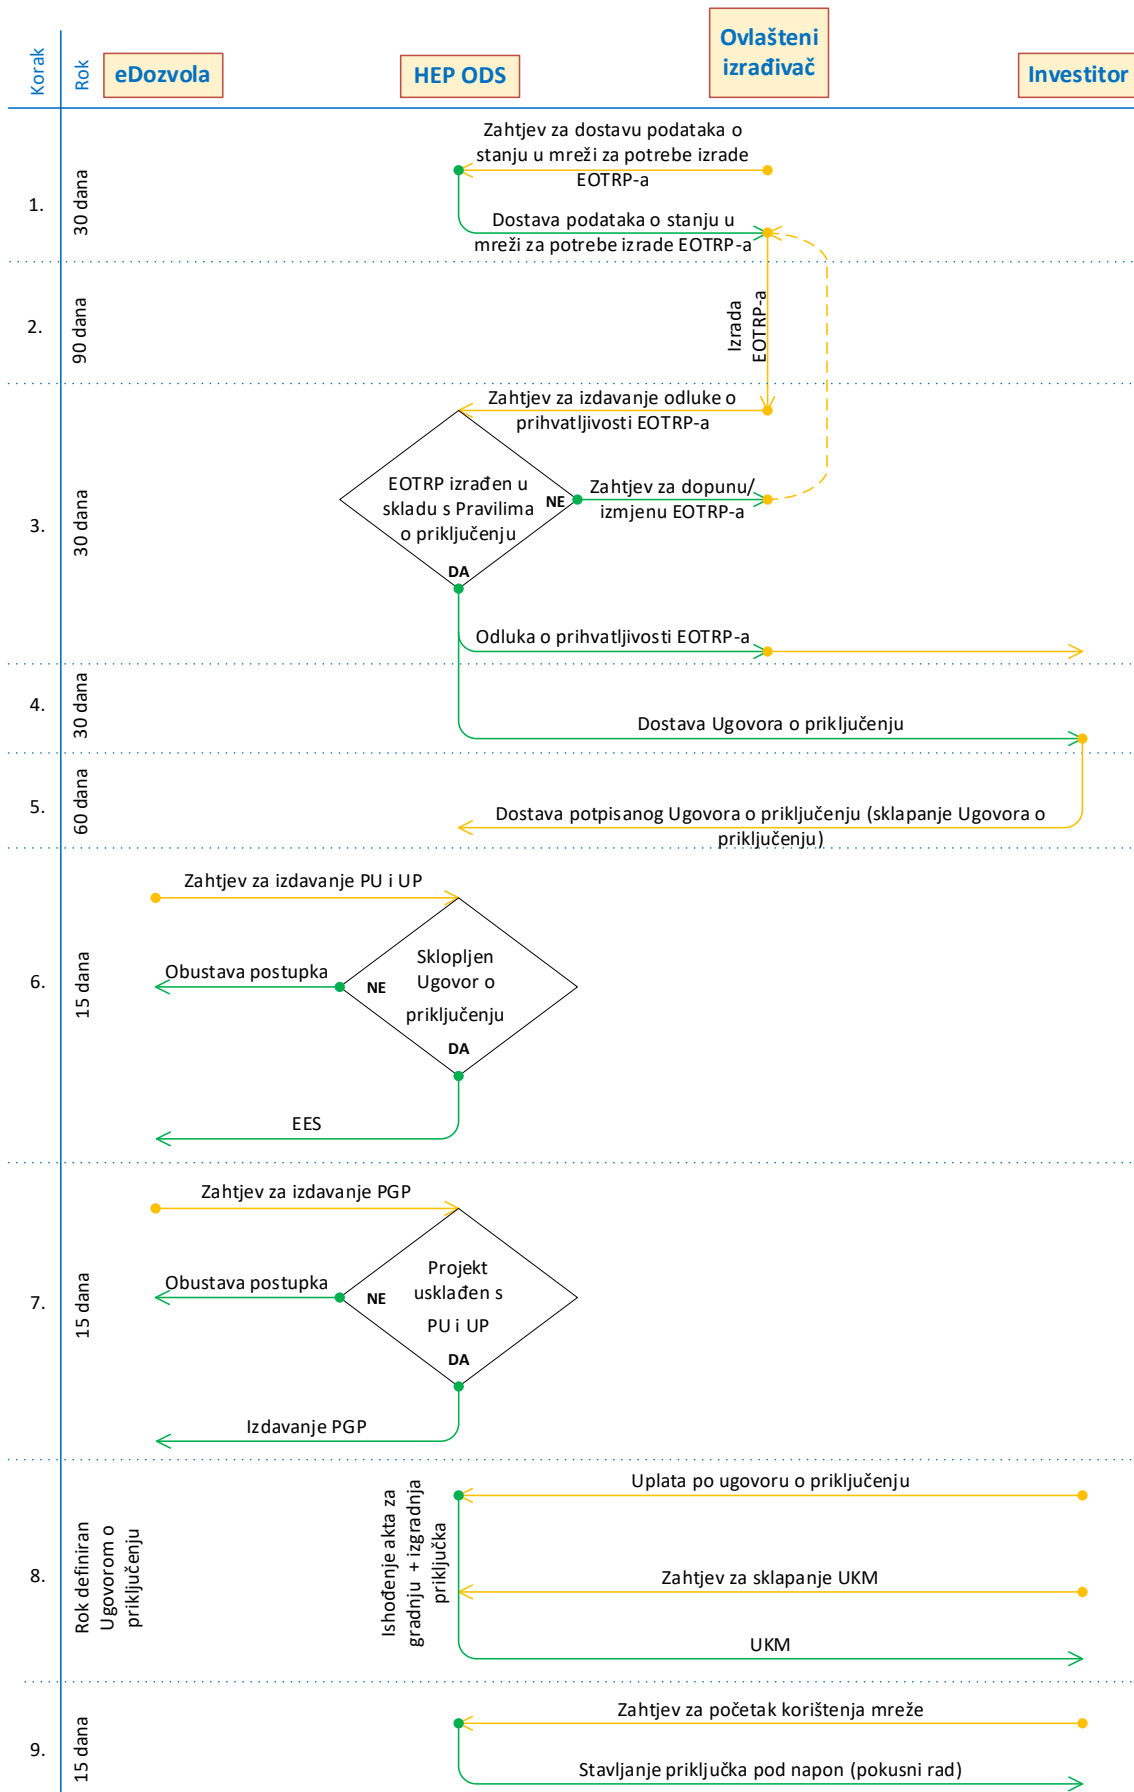 Korak
Rok
eDozvola
HEP ODS
Ovlašteni
izrađivač
Investitor
1.
30 dana
Zahtjev za dostavu podataka o
stanju u mreži za potrebe izrade
EOTRP-a
Dostava podataka o stanju u
mreži za potrebe izrade EOTRP-a
2.
90 dana
Izrada
EOTRP-a
3.
30 dana
Zahtjev za izdavanje odluke o
prihvatljivosti EOTRP-a
EOTRP izrađen u
skladu s Pravilima
o priključenju
NE
Zahtjev za dopunu/
izmjenu EOTRP-a
DA
Odluka o prihvatljivosti EOTRP-a
4.
30 dana
Dostava Ugovora o priključenju
5.
60 dana
Dostava potpisanog Ugovora o priključenju (sklapanje Ugovora o
priključenju)
6.
15 dana
Zahtjev za izdavanje PU i UP
Sklopljen
Ugovor o
priključenju
Obustava postupka
NE
DA
EES
7.
15 dana
Zahtjev za izdavanje PGP
Projekt
usklađen s
PU i UP
Obustava postupka
NE
DA
Izdavanje PGP
8.
Rok definiran
Ugovorom o
priključenju
Ishođenje akta za
gradnju + izgradnja
priključka
Uplata po ugovoru o priključenju
Zahtjev za sklapanje UKM
UKM
9.
15 dana
Zahtjev za početak korištenja mreže
Stavljanje priključka pod napon (pokusni rad)